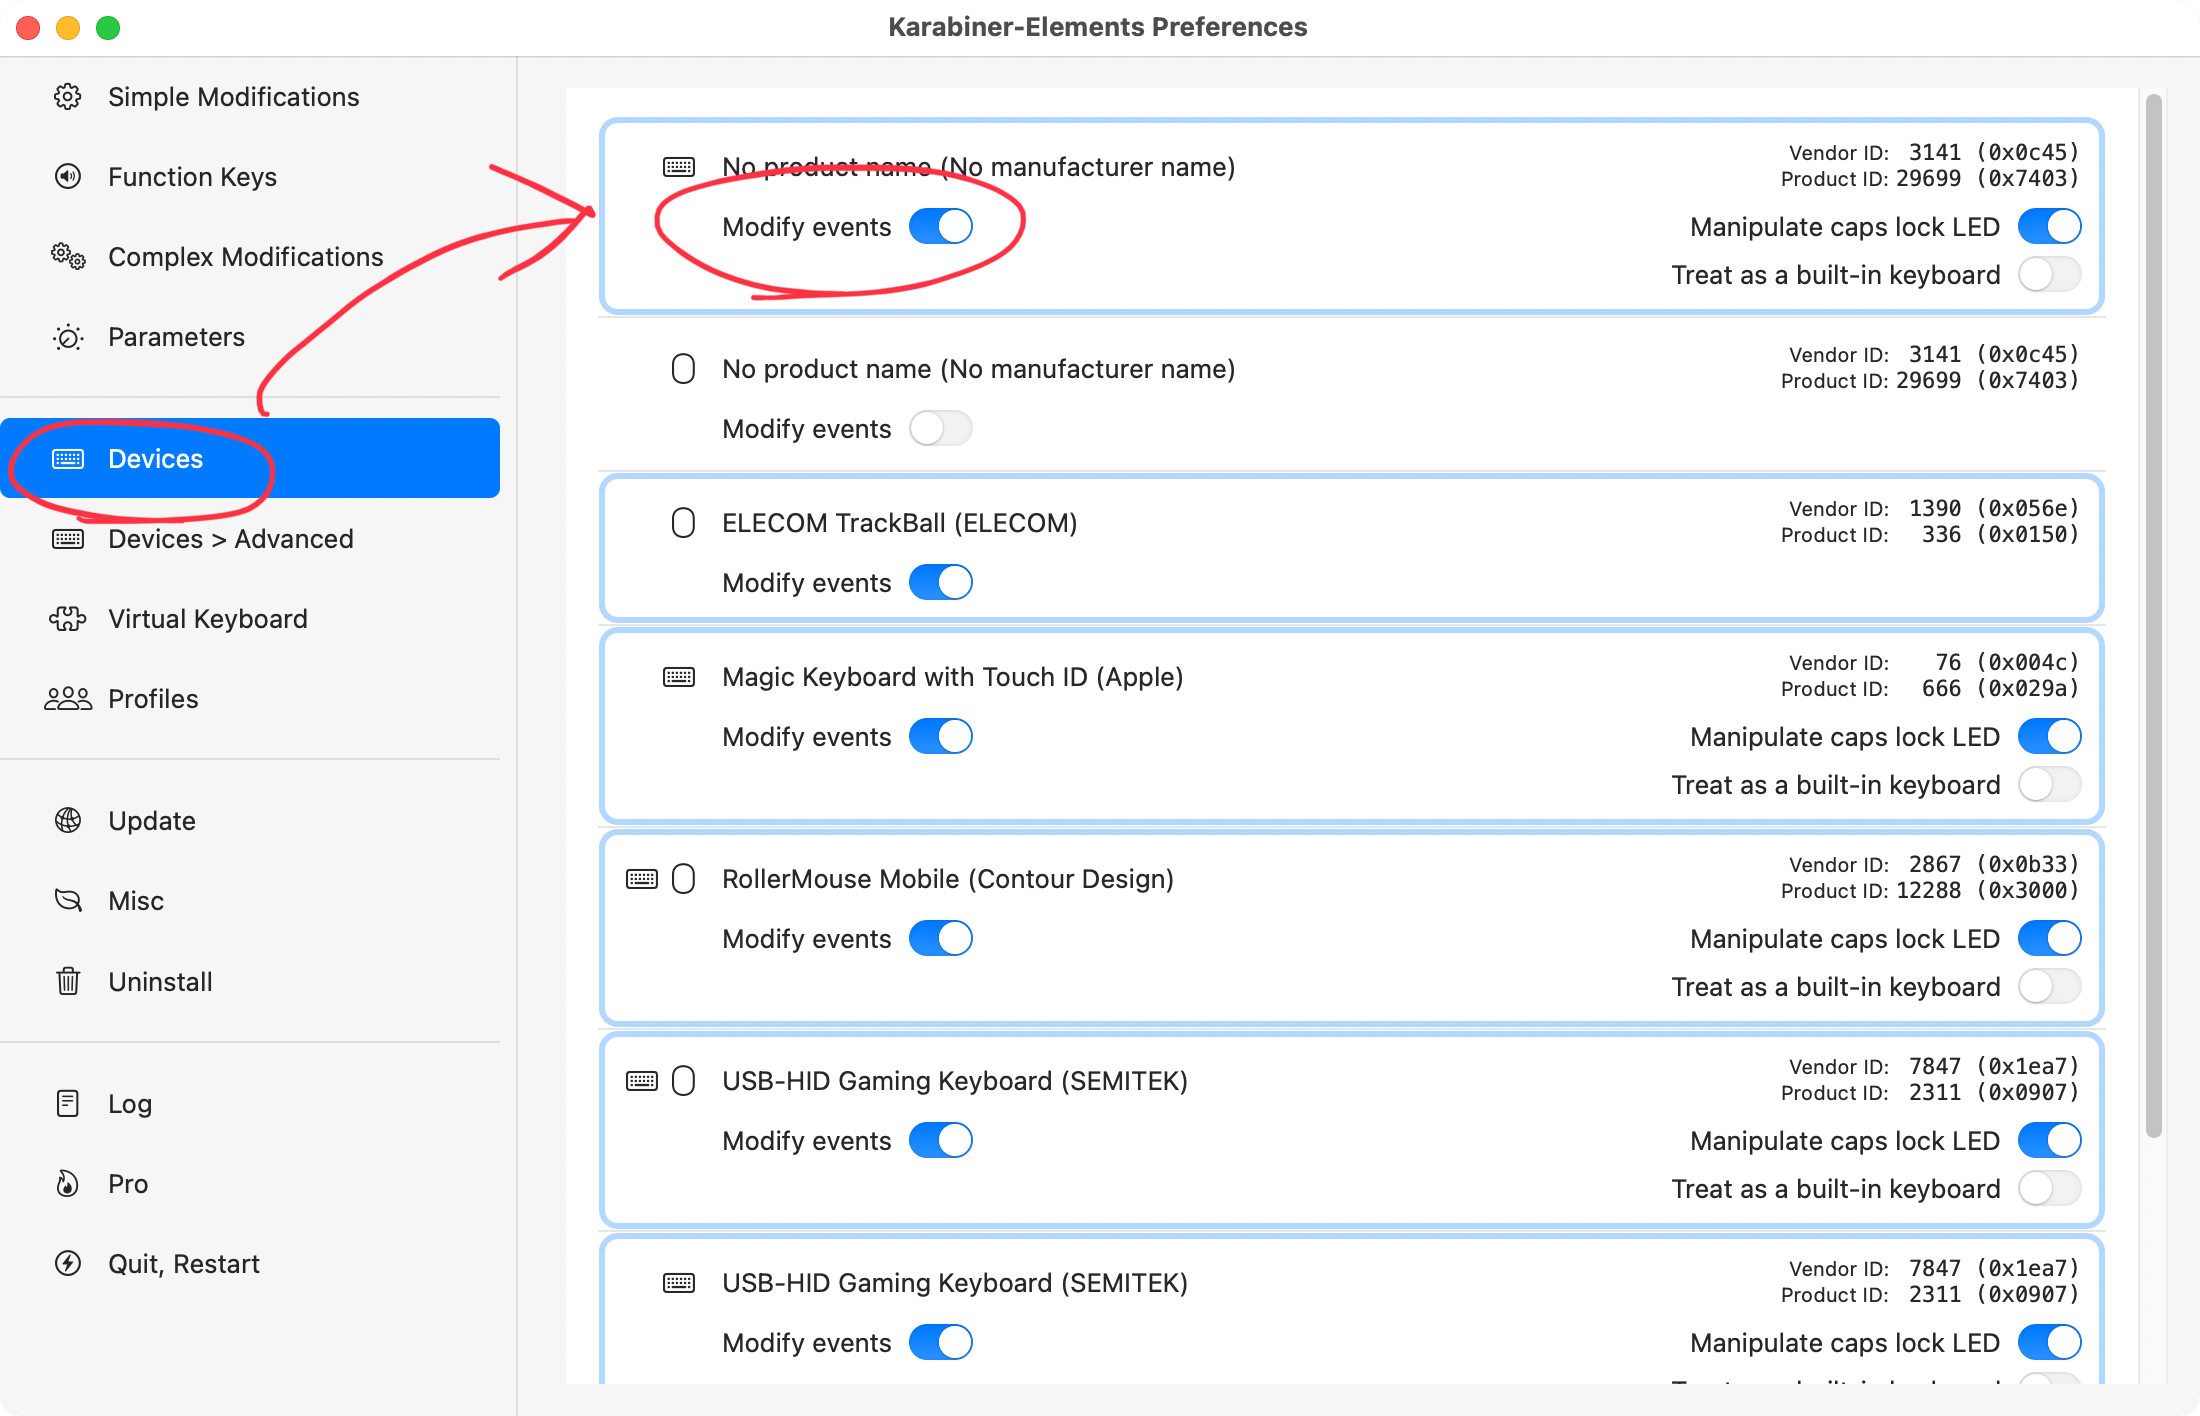 Karabiner-Elements Preferences
Simple Modifications
Function Keys
Complex Modifications
Parameters
Devices
Devices > Advanced
Virtual Keyboard
Profiles
Update
Misc
Uninstall
Log
Pro
Quit, Restart
No product name (No manufacturer name)
Vendor ID: 3141 (0x0c45)
Product ID: 29699 (0x7403)
Modify events
Manipulate caps lock LED
Treat as a built-in keyboard
No product name (No manufacturer name)
Vendor ID: 3141 (0x0c45)
Product ID: 29699 (0x7403)
Modify events
ELECOM TrackBall (ELECOM)
Vendor ID: 1390 (0x056e)
Product ID: 336 (0x0150)
Modify events
Magic Keyboard with Touch ID (Apple)
Vendor ID: 76 (0x004c)
Product ID: 666 (0x029a)
Modify events
Manipulate caps lock LED
Treat as a built-in keyboard
RollerMouse Mobile (Contour Design)
Vendor ID: 2867 (0x0b33)
Product ID: 12288 (0x3000)
Modify events
Manipulate caps lock LED
Treat as a built-in keyboard
USB-HID Gaming Keyboard (SEMITEK)
Vendor ID: 7847 (0x1ea7)
Product ID: 2311 (0x0907)
Modify events
Manipulate caps lock LED
Treat as a built-in keyboard
USB-HID Gaming Keyboard (SEMITEK)
Vendor ID: 7847 (0x1ea7)
Product ID: 2311 (0x0907)
Modify events
Manipulate caps lock LED